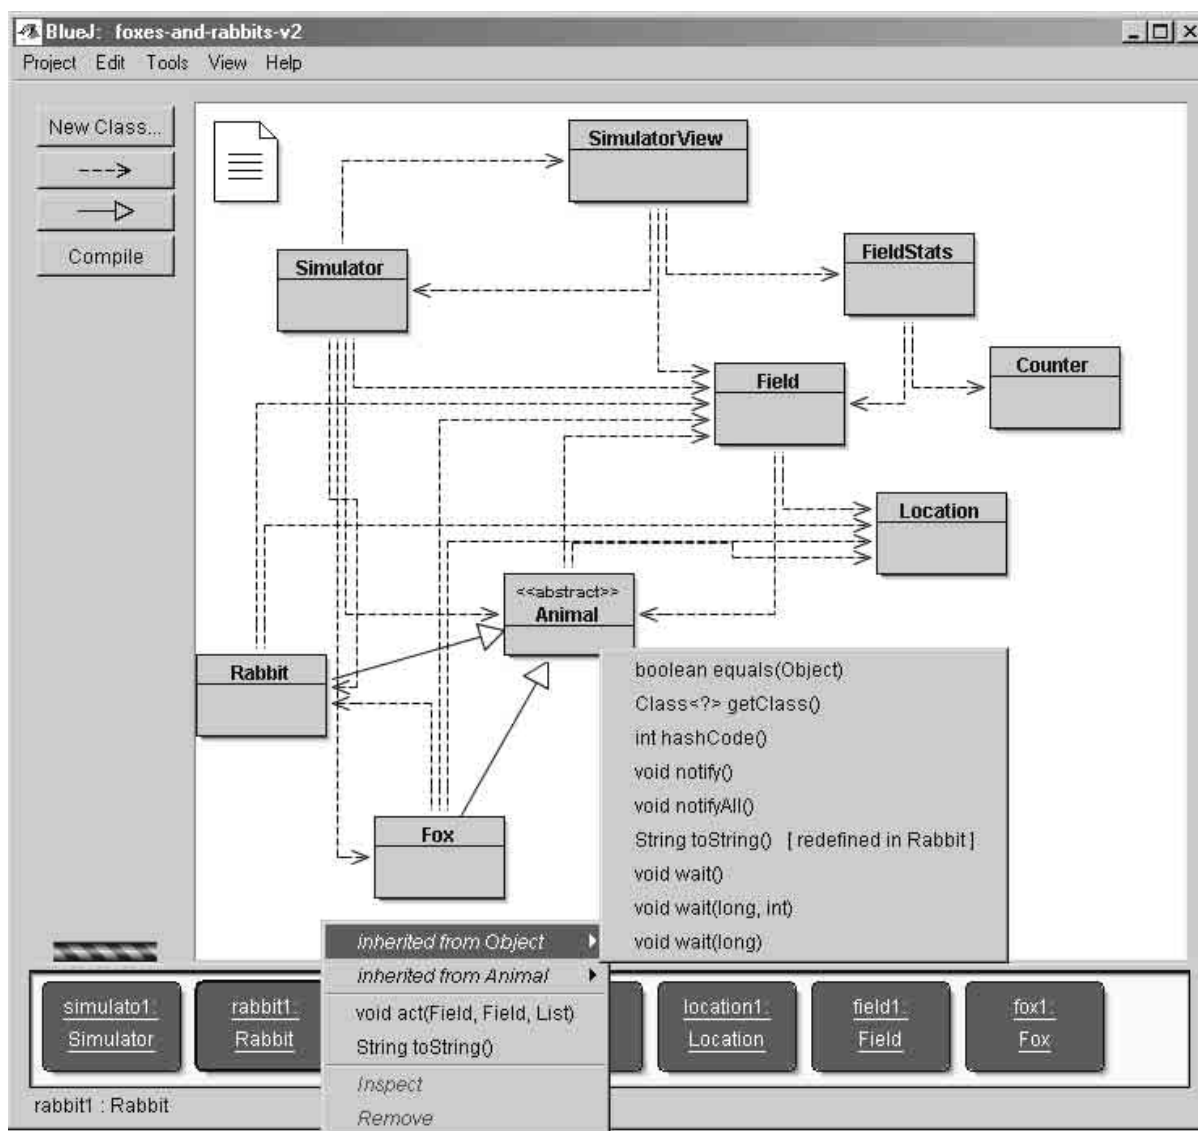 BlueJ: foxes-and-rabbits-v2
Project Edit Tools View Help
New Class...
Compile
SimulatorView
Simulator
FieldStats
Field
Counter
Location
<<abstract>>
Animal
Rabbit
Fox
boolean equals(Object)
Class<?> getClass()
int hashCode()
void notify()
void notifyAll()
String toString() [ redefined in Rabbit ]
void wait()
void wait(long, int)
void wait(long)
inherited from Object
inherited from Animal
void act(Field, Field, List)
String toString()
Inspect
Remove
simulato1:
Simulator
rabbit1:
Rabbit
location1:
Location
field1:
Field
fox1:
Fox
rabbit1 : Rabbit